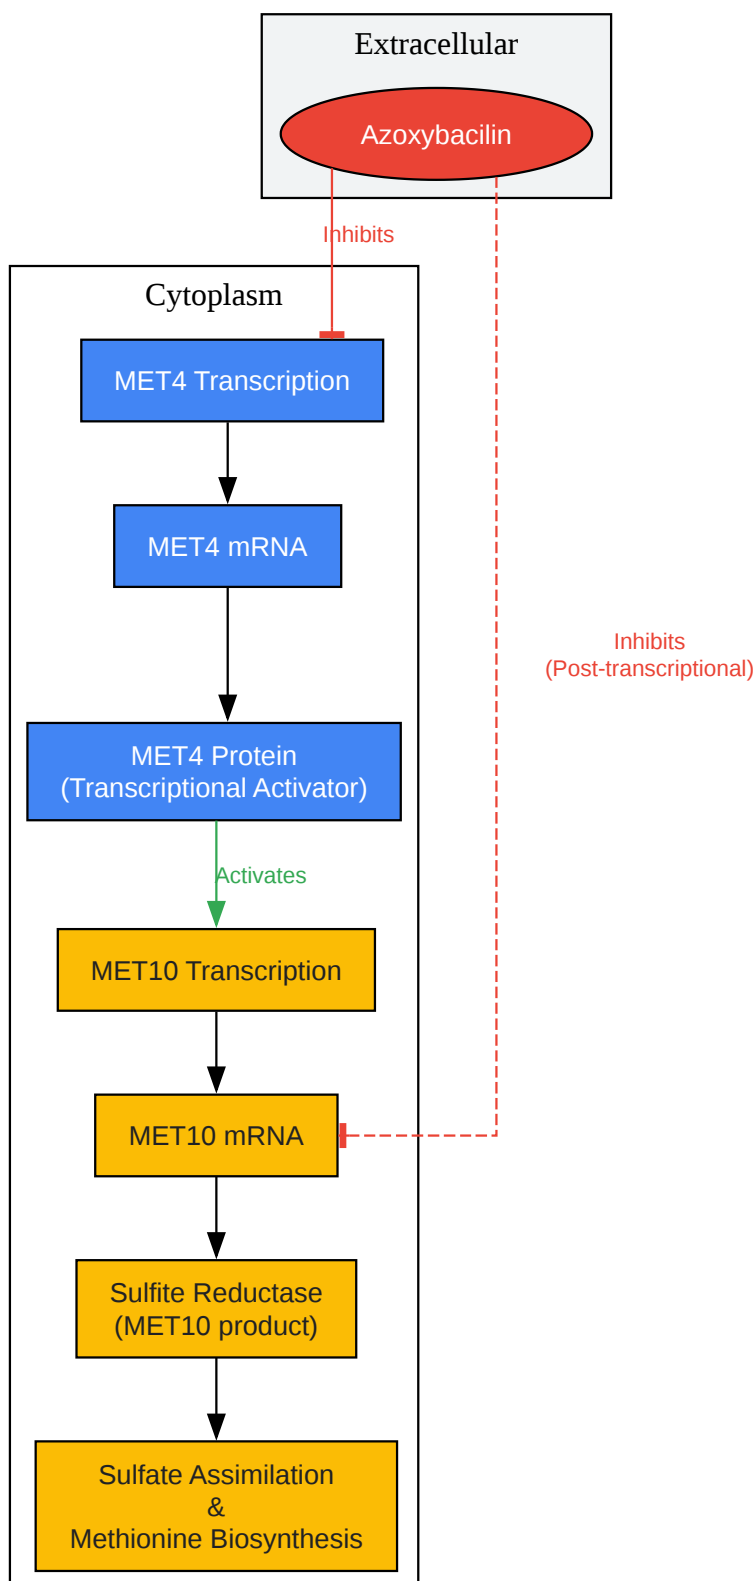 Extracellular
Azoxybacilin
Inhibits
Cytoplasm
MET4 Transcription
MET4 mRNA
Inhibits
(Post-transcriptional)
MET4 Protein
(Transcriptional Activator)
Activates
MET10 Transcription
MET10 mRNA
Sulfite Reductase
(MET10 product)
Sulfate Assimilation
&
Methionine Biosynthesis